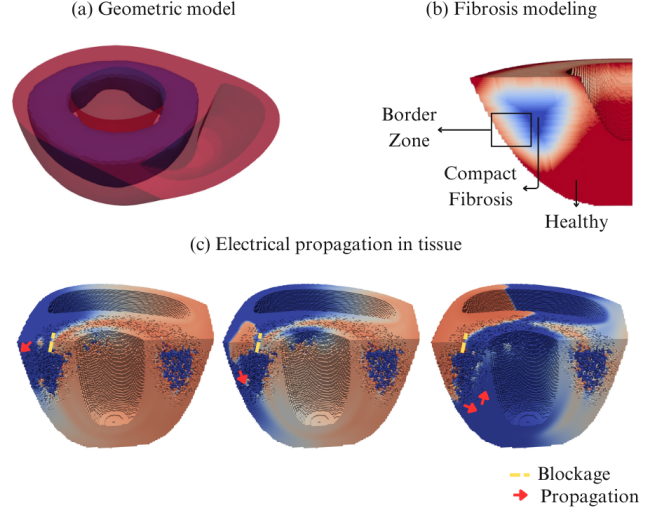 (a) Geometric model
(b) Fibrosis modeling
Border
Zone
Compact
Fibrosis
Healthy
(c) Electrical propagation in tissue
Blockage
Propagation